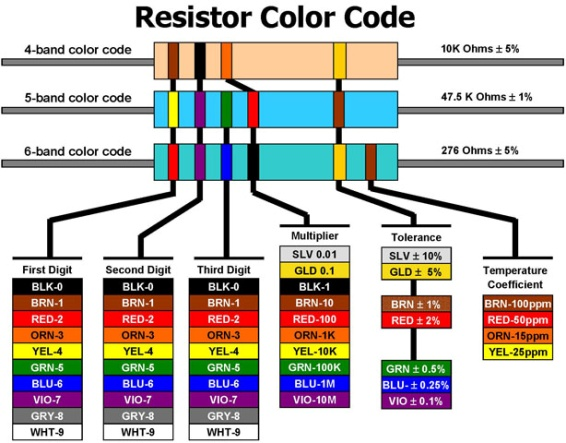 Resistor Color Code
4-band color code
10K Ohms ± 5%
5-band color code
47.5 K Ohms ± 1%
6-band color code
276 Ohms ± 5%
First Digit
BLK-0
BRN-1
RED-2
ORN-3
YEL-4
GRN-5
BLU-6
VIO-7
GRY-8
WHT-9
Second Digit
BLK-0
BRN-1
RED-2
ORN-3
YEL-4
GRN-5
BLU-6
VIO-7
GRY-8
WHT-9
Third Digit
BLK-0
BRN-1
RED-2
ORN-3
YEL-4
GRN-5
BLU-6
VIO-7
GRY-8
WHT-9
Multiplier
SLV 0.01
GLD 0.1
BLK-1
BRN-10
RED-100
ORN-1K
YEL-10K
GRN-100K
BLU-1M
VIO-10M
Tolerance
SLV ± 10%
GLD ± 5%
BRN ± 1%
RED ± 2%
GRN ± 0.5%
BLU- ± 0.25%
VIO ± 0.1%
Temperature
Coefficient
BRN-100ppm
RED-50ppm
ORN-15ppm
YEL-25ppm